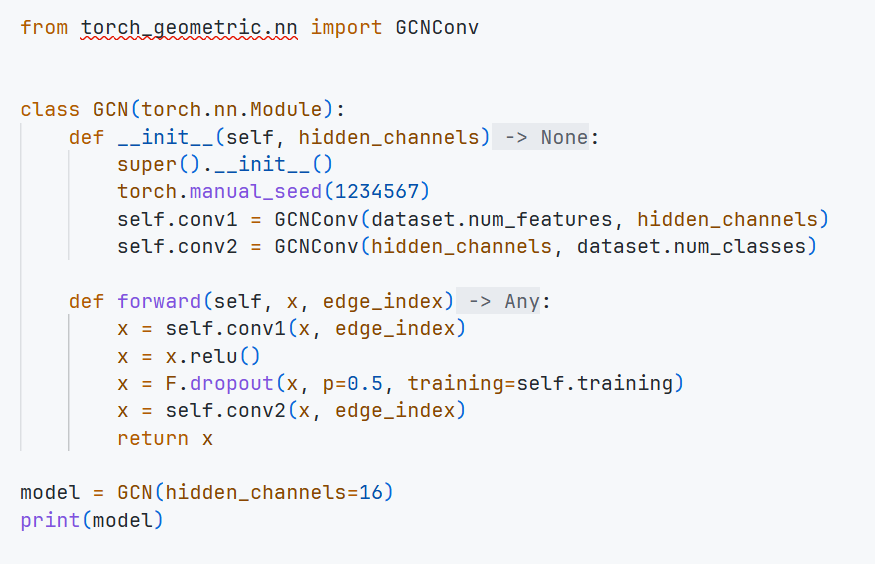 from torch_geometric.nn import GCNConv
class GCN(torch.nn.Module):
    def __init__(self, hidden_channels) -> None:
        super().__init__()
        torch.manual_seed(1234567)
        self.conv1 = GCNConv(dataset.num_features, hidden_channels)
        self.conv2 = GCNConv(hidden_channels, dataset.num_classes)
    def forward(self, x, edge_index) -> Any:
        x = self.conv1(x, edge_index)
        x = x.relu()
        x = F.dropout(x, p=0.5, training=self.training)
        x = self.conv2(x, edge_index)
        return x
model = GCN(hidden_channels=16)
print(model)